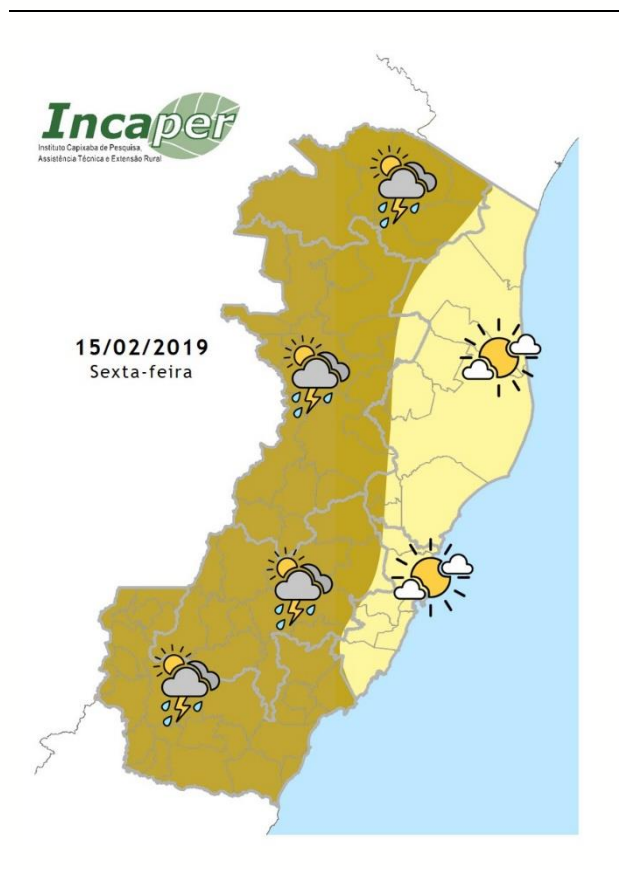 Incaper
Instituto Capixaba de Pesquisa,
Assistência Técnica e Extensão Rural
15/02/2019
Sexta-feira